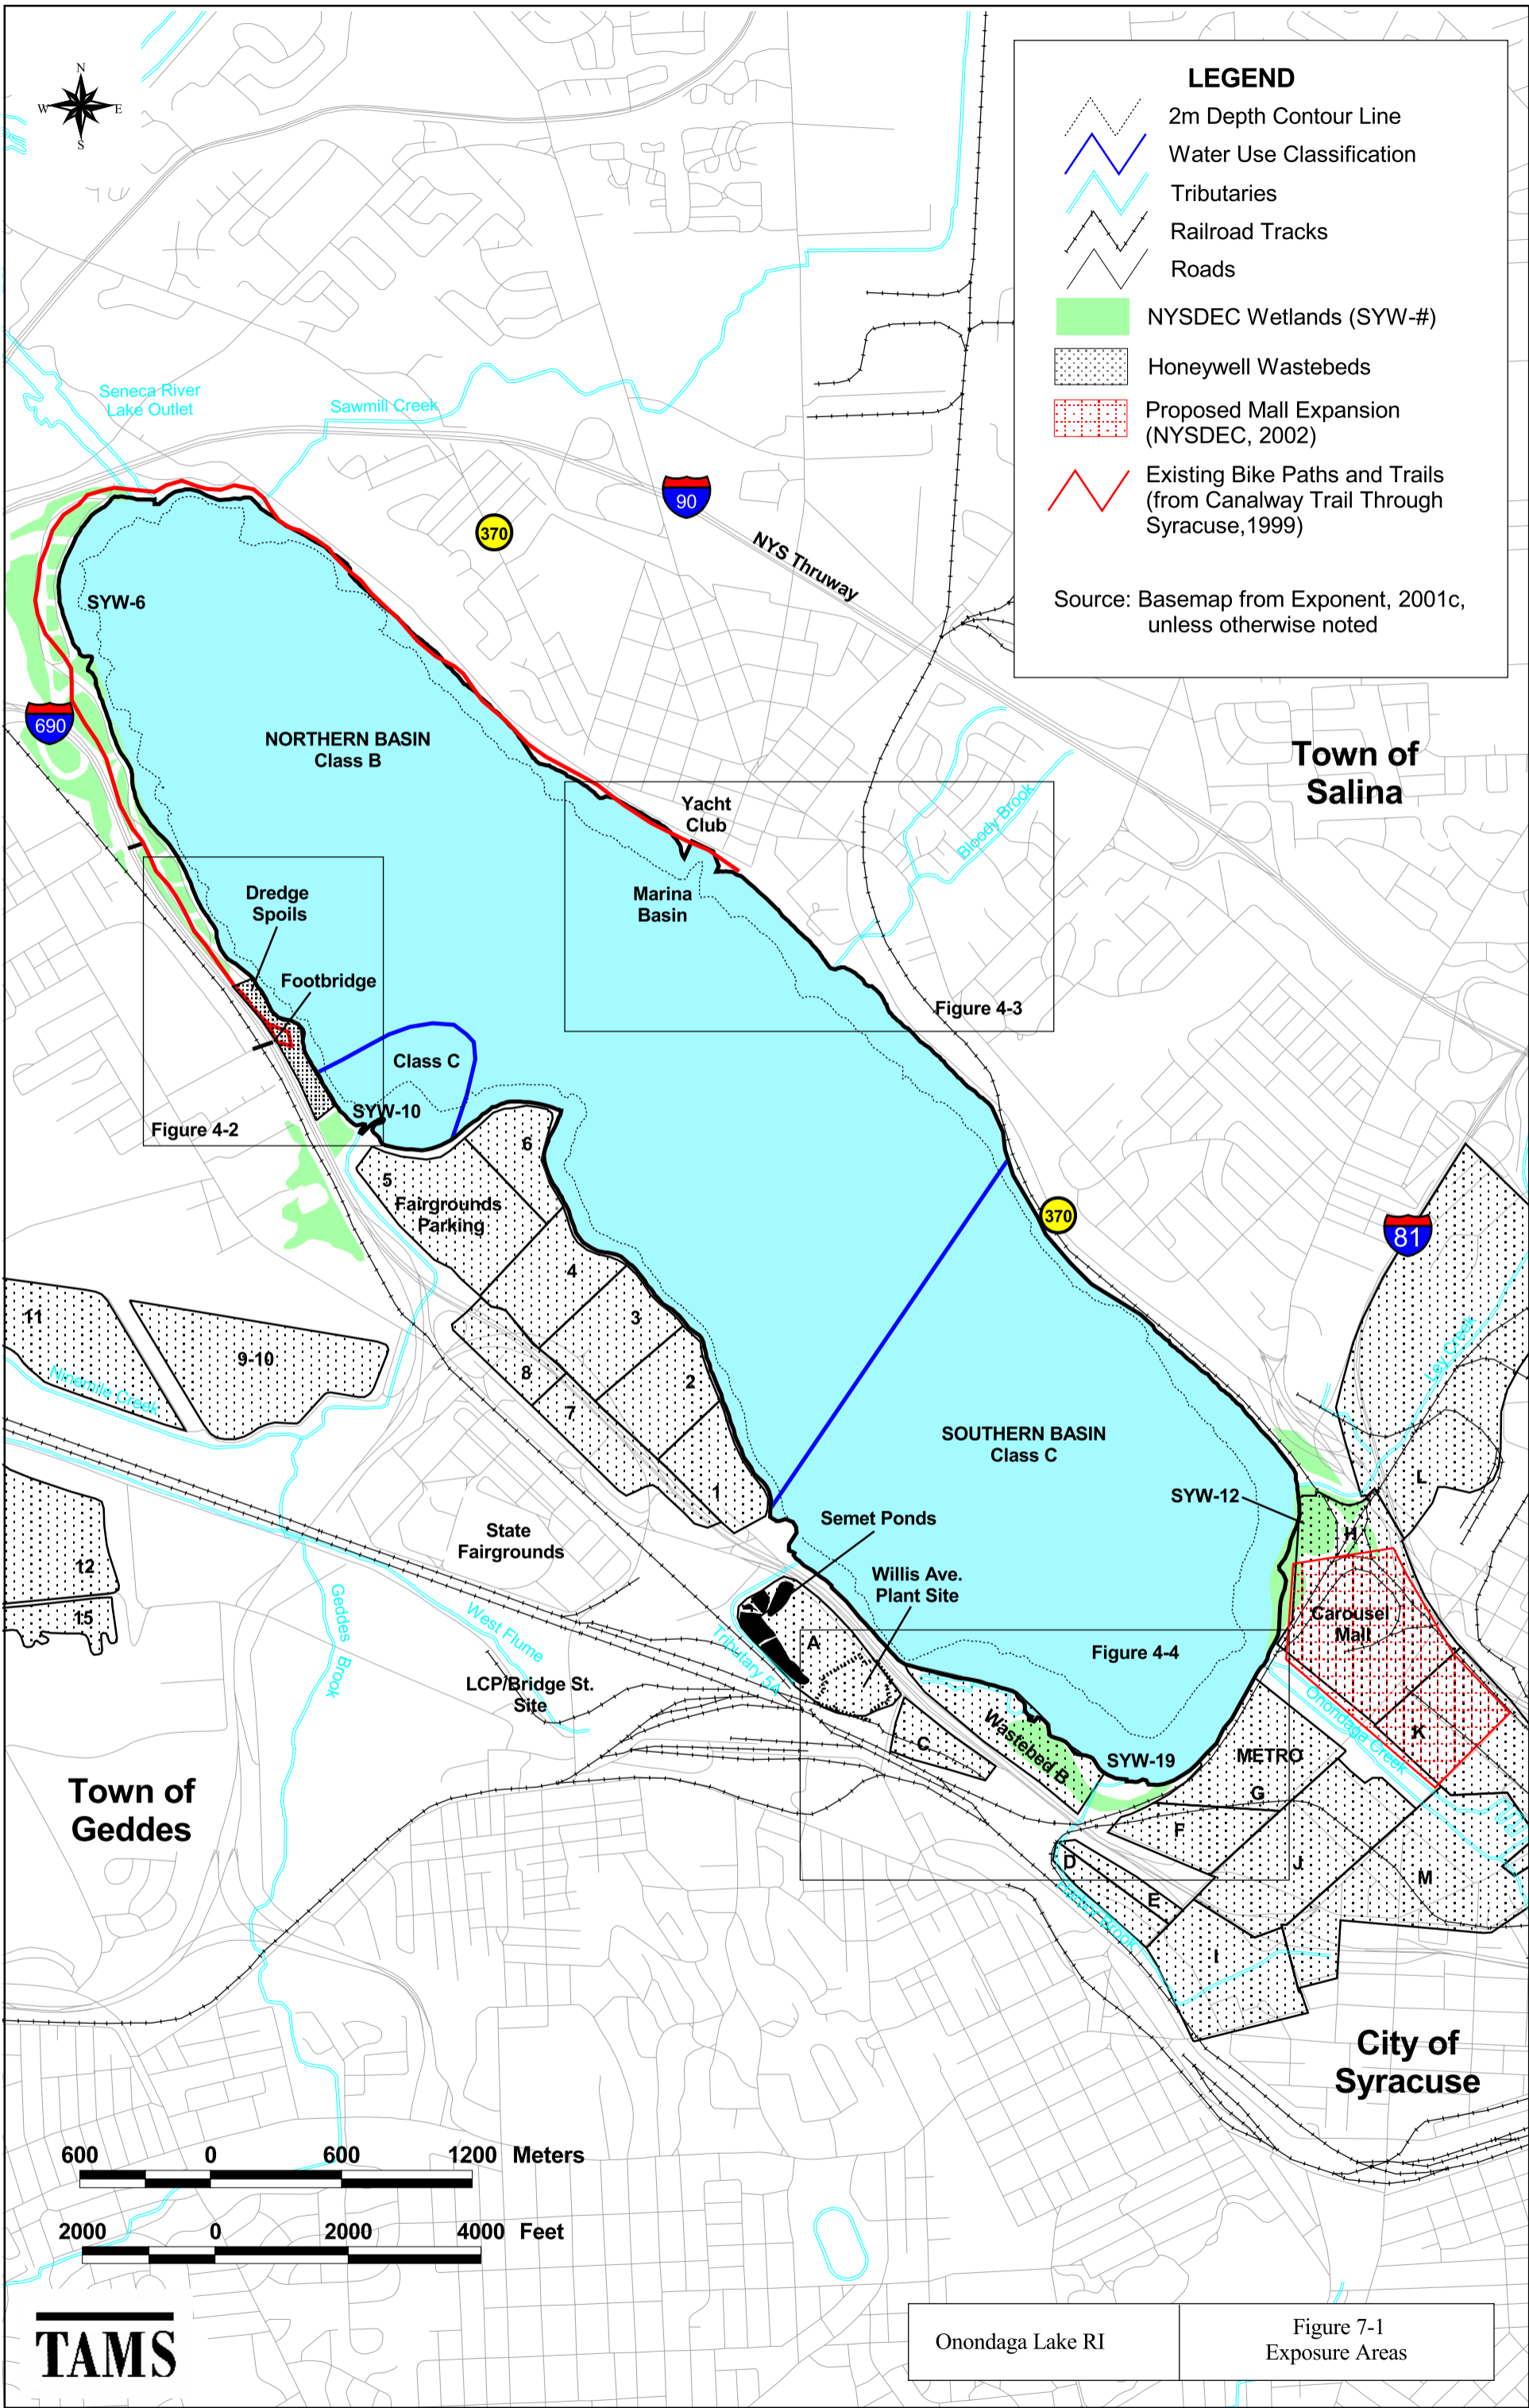 N
W
E
S
LEGEND
2m Depth Contour Line
Water Use Classification
Tributaries
Railroad Tracks
Roads
NYSDEC Wetlands (SYW-#)
Honeywell Wastebeds
Proposed Mall Expansion
(NYSDEC, 2002)
Existing Bike Paths and Trails
(from Canalway Trail Through
Syracuse,1999)
Source: Basemap from Exponent, 2001c,
unless otherwise noted
Seneca River
Lake Outlet
Sawmill Creek
90
370
NYS Thruway
SYW-6
690
NORTHERN BASIN
Class B
Town of
Salina
Yacht
Club
Bloody Brook
Marina
Basin
Dredge
Spoils
Footbridge
Figure 4-3
Class C
SYW-10
Figure 4-2
6
5
Fairgrounds
Parking
370
81
4
3
11
9-10
8
2
7
Ninemile Creek
Ley Creek
SOUTHERN BASIN
Class C
1
L
SYW-12
Semet Ponds
H
State
Fairgrounds
12
15
Willis Ave.
Plant Site
Carousel
Mall
Geddes Brook
West Flume
Tributary 5A
A
Figure 4-4
LCP/Bridge St.
Site
Onondaga Creek
C
Wastebed B
K
SYW-19
METRO
G
Town of
Geddes
F
D
J
M
E
Harbor Brook
I
City of
Syracuse
600 0 600 1200 Meters
2000 0 2000 4000 Feet
TAMS
Onondaga Lake RI
Figure 7-1
Exposure Areas